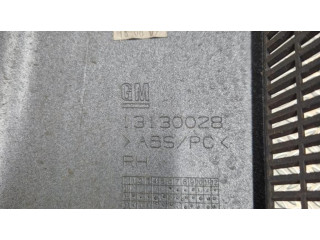 GM
13130028
>ABS/PC<
RH